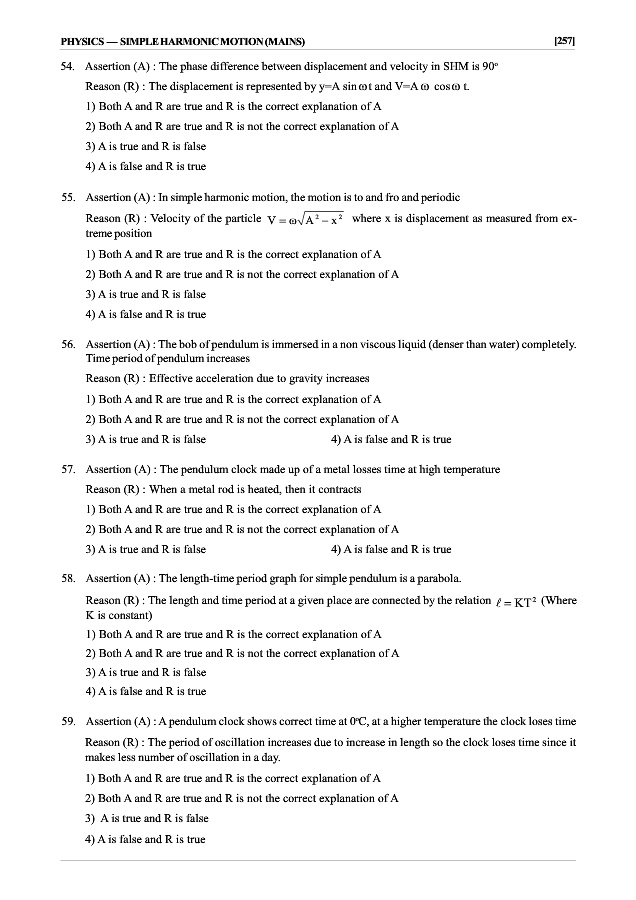 PHYSICS — SIMPLE HARMONIC MOTION (MAINS) [257]
54. Assertion (A) : The phase difference between displacement and velocity in SHM is 90°
Reason (R) : The displacement is represented by y=A sin ω t and V=A ω cos ω t.
1) Both A and R are true and R is the correct explanation of A
2) Both A and R are true and R is not the correct explanation of A
3) A is true and R is false
4) A is false and R is true
55. Assertion (A) : In simple harmonic motion, the motion is to and fro and periodic
Reason (R) : Velocity of the particle V = ω√(A² – x²) where x is displacement as measured from ex-
treme position
1) Both A and R are true and R is the correct explanation of A
2) Both A and R are true and R is not the correct explanation of A
3) A is true and R is false
4) A is false and R is true
56. Assertion (A) : The bob of pendulum is immersed in a non viscous liquid (denser than water) completely.
Time period of pendulum increases
Reason (R) : Effective acceleration due to gravity increases
1) Both A and R are true and R is the correct explanation of A
2) Both A and R are true and R is not the correct explanation of A
3) A is true and R is false 4) A is false and R is true
57. Assertion (A) : The pendulum clock made up of a metal losses time at high temperature
Reason (R) : When a metal rod is heated, then it contracts
1) Both A and R are true and R is the correct explanation of A
2) Both A and R are true and R is not the correct explanation of A
3) A is true and R is false 4) A is false and R is true
58. Assertion (A) : The length-time period graph for simple pendulum is a parabola.
Reason (R) : The length and time period at a given place are connected by the relation ℓ = KT² (Where
K is constant)
1) Both A and R are true and R is the correct explanation of A
2) Both A and R are true and R is not the correct explanation of A
3) A is true and R is false
4) A is false and R is true
59. Assertion (A) : A pendulum clock shows correct time at 0°C, at a higher temperature the clock loses time
Reason (R) : The period of oscillation increases due to increase in length so the clock loses time since it
makes less number of oscillation in a day.
1) Both A and R are true and R is the correct explanation of A
2) Both A and R are true and R is not the correct explanation of A
3) A is true and R is false
4) A is false and R is true